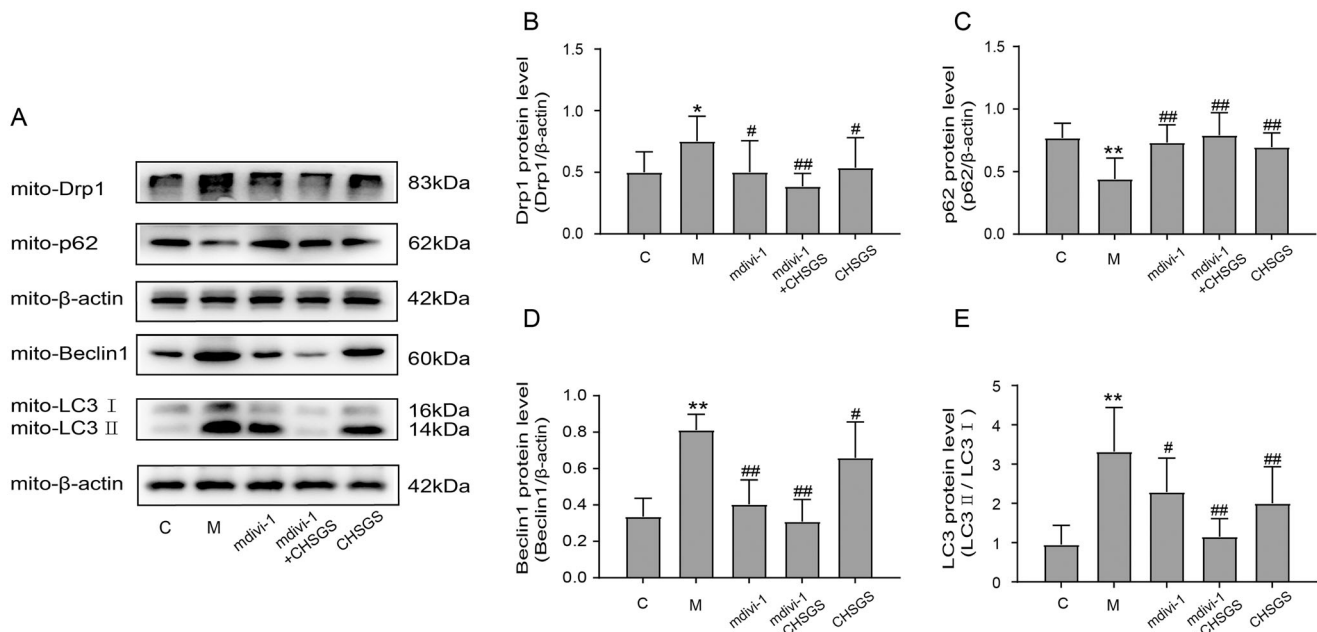 A
mito-Drp1
83kDa
mito-p62
62kDa
mito-β-actin
42kDa
mito-Beclin1
60kDa
mito-LC3 Ⅰ
16kDa
mito-LC3 Ⅱ
14kDa
mito-β-actin
42kDa
C
M
mdivi-1
mdivi-1
+CHSGS
CHSGS
B
Drp1 protein level
(Drp1/β-actin)
1.5
1.0
0.5
0.0
*
#
##
#
C
M
mdivi-1
mdivi-1
+CHSGS
CHSGS
C
p62 protein level
(p62/β-actin)
1.5
1.0
0.5
0.0
**
##
##
##
C
M
mdivi-1
mdivi-1
+CHSGS
CHSGS
D
Beclin1 protein level
(Beclin1/β-actin)
1.0
0.8
0.6
0.4
0.2
0.0
**
##
##
#
C
M
mdivi-1
mdivi-1
CHSGS
CHSGS
E
LC3 protein level
(LC3 Ⅱ / LC3 Ⅰ)
5
4
3
2
1
0
**
#
##
##
C
M
mdivi-1
mdivi-1
CHSGS
CHSGS